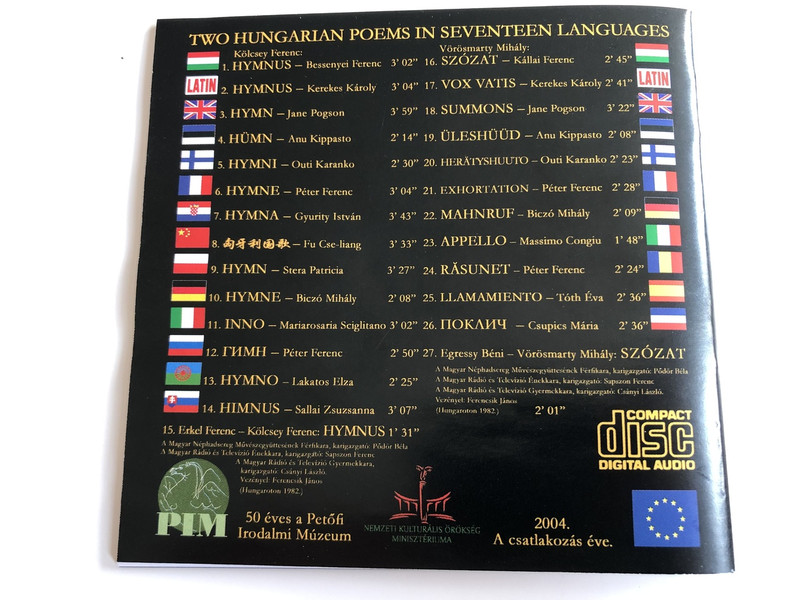 TWO HUNGARIAN POEMS IN SEVENTEEN LANGUAGES
Kölcsey Ferenc:
1. HYMNUS – Bessenyei Ferenc 3' 02"
LATIN 2. HYMNUS – Kerekes Károly 3' 04"
3. HYMN – Jane Pogson 3' 59"
4. HÜMN – Anu Kippasto 2' 14"
5. HYMNI – Outi Karanko 2' 30"
6. HYMNE – Péter Ferenc 3' 04"
7. HYMNA – Gyurity István 3' 43"
8. 匈牙利国歌 – Fu Cse-liang 3' 33"
9. HYMN – Stera Patricia 3' 27"
10. HYMNE – Biczó Mihály 2' 08"
11. INNO – Mariarosaria Sciglitano 3' 02"
12. ГИМН – Péter Ferenc 2' 50"
13. HYMNO – Lakatos Elza 2' 25"
14. HIMNUS – Sallai Zsuzsanna 3' 07"
15. Erkel Ferenc – Kölcsey Ferenc: HYMNUS 1' 31"
A Magyar Néphadsereg Művészegyüttesének Férfikara, karigazgató: Pődör Béla
A Magyar Rádió és Televízió Énekkara, karigazgató: Sapszon Ferenc
A Magyar Rádió és Televízió Gyermekkara,
karigazgató: Csányi László.
Vezényel: Ferencsik János
(Hungaroton 1982.)
Vörösmarty Mihály:
16. SZÓZAT – Kállai Ferenc 2' 45"
17. VOX VATIS – Kerekes Károly 2' 41" LATIN
18. SUMMONS – Jane Pogson 3' 22"
19. ÜLESHÜÜD – Anu Kippasto 2' 08"
20. HERÄTYSHUUTO – Outi Karanko 2' 23"
21. EXHORTATION – Péter Ferenc 2' 28"
22. MAHNRUF – Biczó Mihály 2' 09"
23. APPELLO – Massimo Congiu 1' 48"
24. RĂSUNET – Péter Ferenc 2' 24"
25. LLAMAMIENTO – Tóth Éva 2' 36"
26. ПОКЛИЧ – Csupics Mária 2' 36"
27. Egressy Béni – Vörösmarty Mihály: SZÓZAT
A Magyar Néphadsereg Művészegyüttesének Férfikara, karigazgató: Pődör Béla
A Magyar Rádió és Televízió Énekkara, karigazgató: Sapszon Ferenc
A Magyar Rádió és Televízió Gyermekkara, karigazgató: Csányi László.
Vezényel: Ferencsik János
(Hungaroton 1982.) 2' 01"
COMPACT
disc
DIGITAL AUDIO
PIM
50 éves a Petőfi
Irodalmi Múzeum
NEMZETI KULTURÁLIS ÖRÖKSÉG
MINISZTÉRIUMA
2004.
A csatlakozás éve.